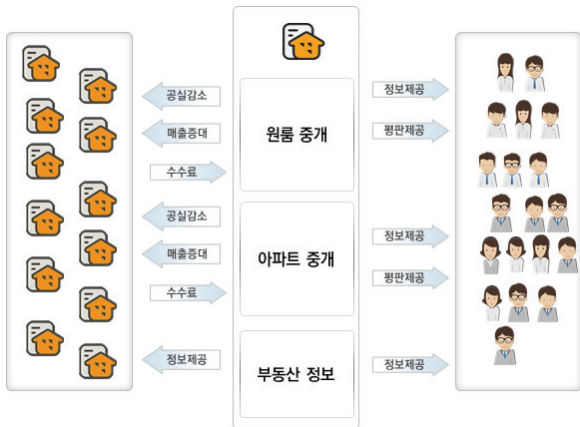 공실감소
매출증대
수수료
원룸 중개
정보제공
평판제공
공실감소
매출증대
수수료
아파트 중개
정보제공
평판제공
정보제공
부동산 정보
정보제공